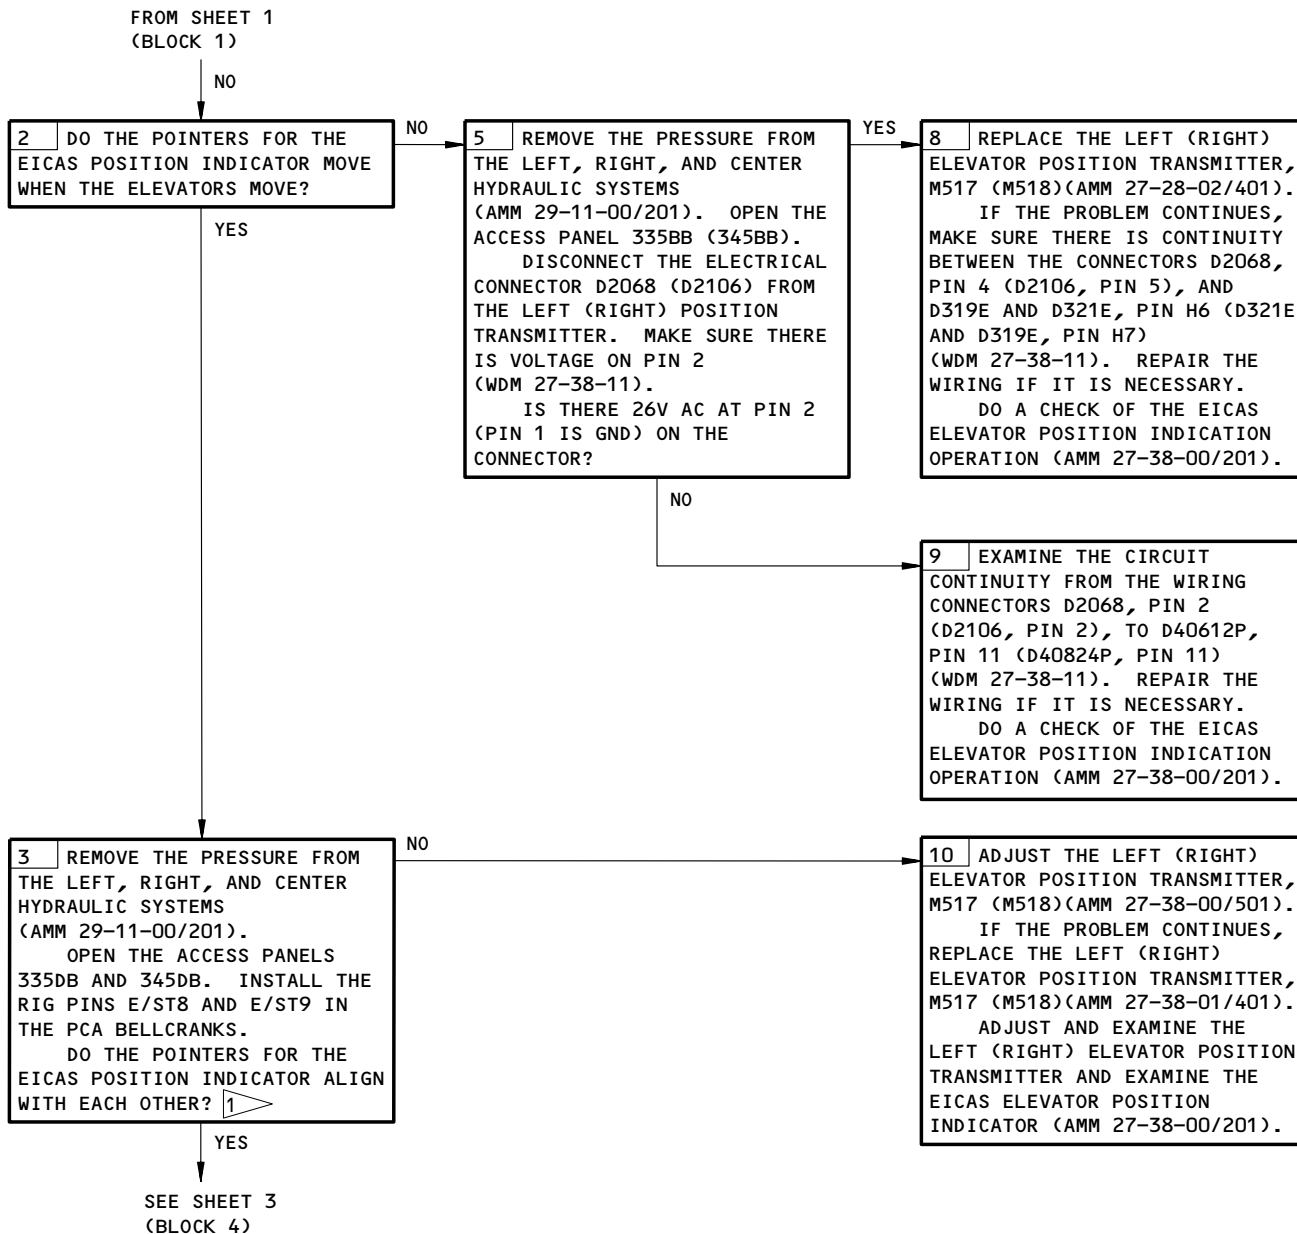 FROM SHEET 1
(BLOCK 1)
NO
2 DO THE POINTERS FOR THE
EICAS POSITION INDICATOR MOVE
WHEN THE ELEVATORS MOVE?
NO
YES
5 REMOVE THE PRESSURE FROM
THE LEFT, RIGHT, AND CENTER
HYDRAULIC SYSTEMS
(AMM 29-11-00/201). OPEN THE
ACCESS PANEL 335BB (345BB).
DISCONNECT THE ELECTRICAL
CONNECTOR D2068 (D2106) FROM
THE LEFT (RIGHT) POSITION
TRANSMITTER. MAKE SURE THERE
IS VOLTAGE ON PIN 2
(WDM 27-38-11).
IS THERE 26V AC AT PIN 2
(PIN 1 IS GND) ON THE
CONNECTOR?
YES
NO
8 REPLACE THE LEFT (RIGHT)
ELEVATOR POSITION TRANSMITTER,
M517 (M518)(AMM 27-28-02/401).
IF THE PROBLEM CONTINUES,
MAKE SURE THERE IS CONTINUITY
BETWEEN THE CONNECTORS D2068,
PIN 4 (D2106, PIN 5), AND
D319E AND D321E, PIN H6 (D321E
AND D319E, PIN H7)
(WDM 27-38-11). REPAIR THE
WIRING IF IT IS NECESSARY.
DO A CHECK OF THE EICAS
ELEVATOR POSITION INDICATION
OPERATION (AMM 27-38-00/201).
9 EXAMINE THE CIRCUIT
CONTINUITY FROM THE WIRING
CONNECTORS D2068, PIN 2
(D2106, PIN 2), TO D40612P,
PIN 11 (D40824P, PIN 11)
(WDM 27-38-11). REPAIR THE
WIRING IF IT IS NECESSARY.
DO A CHECK OF THE EICAS
ELEVATOR POSITION INDICATION
OPERATION (AMM 27-38-00/201).
3 REMOVE THE PRESSURE FROM
THE LEFT, RIGHT, AND CENTER
HYDRAULIC SYSTEMS
(AMM 29-11-00/201).
OPEN THE ACCESS PANELS
335DB AND 345DB. INSTALL THE
RIG PINS E/ST8 AND E/ST9 IN
THE PCA BELLCRANKS.
DO THE POINTERS FOR THE
EICAS POSITION INDICATOR ALIGN
WITH EACH OTHER? 1
NO
YES
10 ADJUST THE LEFT (RIGHT)
ELEVATOR POSITION TRANSMITTER,
M517 (M518)(AMM 27-38-00/501).
IF THE PROBLEM CONTINUES,
REPLACE THE LEFT (RIGHT)
ELEVATOR POSITION TRANSMITTER,
M517 (M518)(AMM 27-38-01/401).
ADJUST AND EXAMINE THE
LEFT (RIGHT) ELEVATOR POSITION
TRANSMITTER AND EXAMINE THE
EICAS ELEVATOR POSITION
INDICATOR (AMM 27-38-00/201).
SEE SHEET 3
(BLOCK 4)